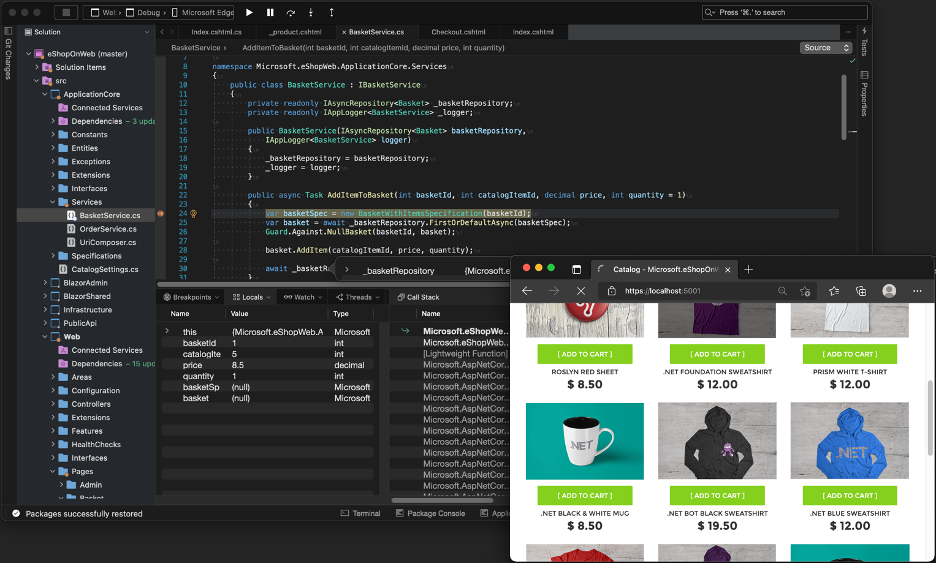 Wel › Debug › Microsoft Edge
Press '⌘.' to search
Git Changes
Solution
eShopOnWeb (master)
Solution Items
src
ApplicationCore
Connected Services
Dependencies – 3 upda
Constants
Entities
Exceptions
Extensions
Interfaces
Services
BasketService.cs
OrderService.cs
UriComposer.cs
Specifications
CatalogSettings.cs
BlazorAdmin
BlazorShared
Infrastructure
PublicApi
Web
Connected Services
Dependencies – 15 upd
Areas
Configuration
Controllers
Extensions
Features
HealthChecks
Interfaces
Pages
Admin
Basket
Index.cshtml.cs
_product.cshtml
× BasketService.cs
Checkout.cshtml
Index.cshtml
BasketService › AddItemToBasket(int basketId, int catalogItemId, decimal price, int quantity)
Source
Tests
Properties
7
8 namespace Microsoft.eShopWeb.ApplicationCore.Services
9 {
10 public class BasketService : IBasketService
11 {
12 private readonly IAsyncRepository<Basket> _basketRepository;
13 private readonly IAppLogger<BasketService> _logger;
14
15 public BasketService(IAsyncRepository<Basket> basketRepository,
16 IAppLogger<BasketService> logger)
17 {
18 _basketRepository = basketRepository;
19 _logger = logger;
20 }
21
22 public async Task AddItemToBasket(int basketId, int catalogItemId, decimal price, int quantity = 1)
23 {
24 var basketSpec = new BasketWithItemsSpecification(basketId);
25 var basket = await _basketRepository.FirstOrDefaultAsync(basketSpec);
26 Guard.Against.NullBasket(basketId, basket);
27
28 basket.AddItem(catalogItemId, price, quantity);
29
30 await _basketR
31 }
_basketRepository {Microsoft.e
Breakpoints
Locals
Watch
Threads
Call Stack
Name Value Type
this {Microsoft.eShopWeb.A Microsoft
basketId 1 int
catalogIte 5 int
price 8.5 decimal
quantity 1 int
basketSp (null) Microsoft
basket (null) Microsoft
Name
Microsoft.eShopWe..
Microsoft.eShopWeb..
[Lightweight Function]
Microsoft.AspNetCor..
Microsoft.AspNetCor..
Microsoft.AspNetCor..
Microsoft.AspNetCor..
Microsoft.AspNetCor..
Microsoft.AspNetCor..
Microsoft.AspNetCor..
Microsoft.AspNetCor..
Microsoft.AspNetCor..
Microsoft.AspNetCor..
Microsoft.AspNetCor..
Microsoft.AspNetCor..
Packages successfully restored
Terminal
Package Console
Applic
Catalog - Microsoft.eShopOnW
https://localhost:5001
[ ADD TO CART ] [ ADD TO CART ] [ ADD TO CART ]
ROSLYN RED SHEET .NET FOUNDATION SWEATSHIRT PRISM WHITE T-SHIRT
$ 8.50 $ 12.00 $ 12.00
.NET
.NET
[ ADD TO CART ] [ ADD TO CART ] [ ADD TO CART ]
.NET BLACK & WHITE MUG .NET BOT BLACK SWEATSHIRT .NET BLUE SWEATSHIRT
$ 8.50 $ 19.50 $ 12.00